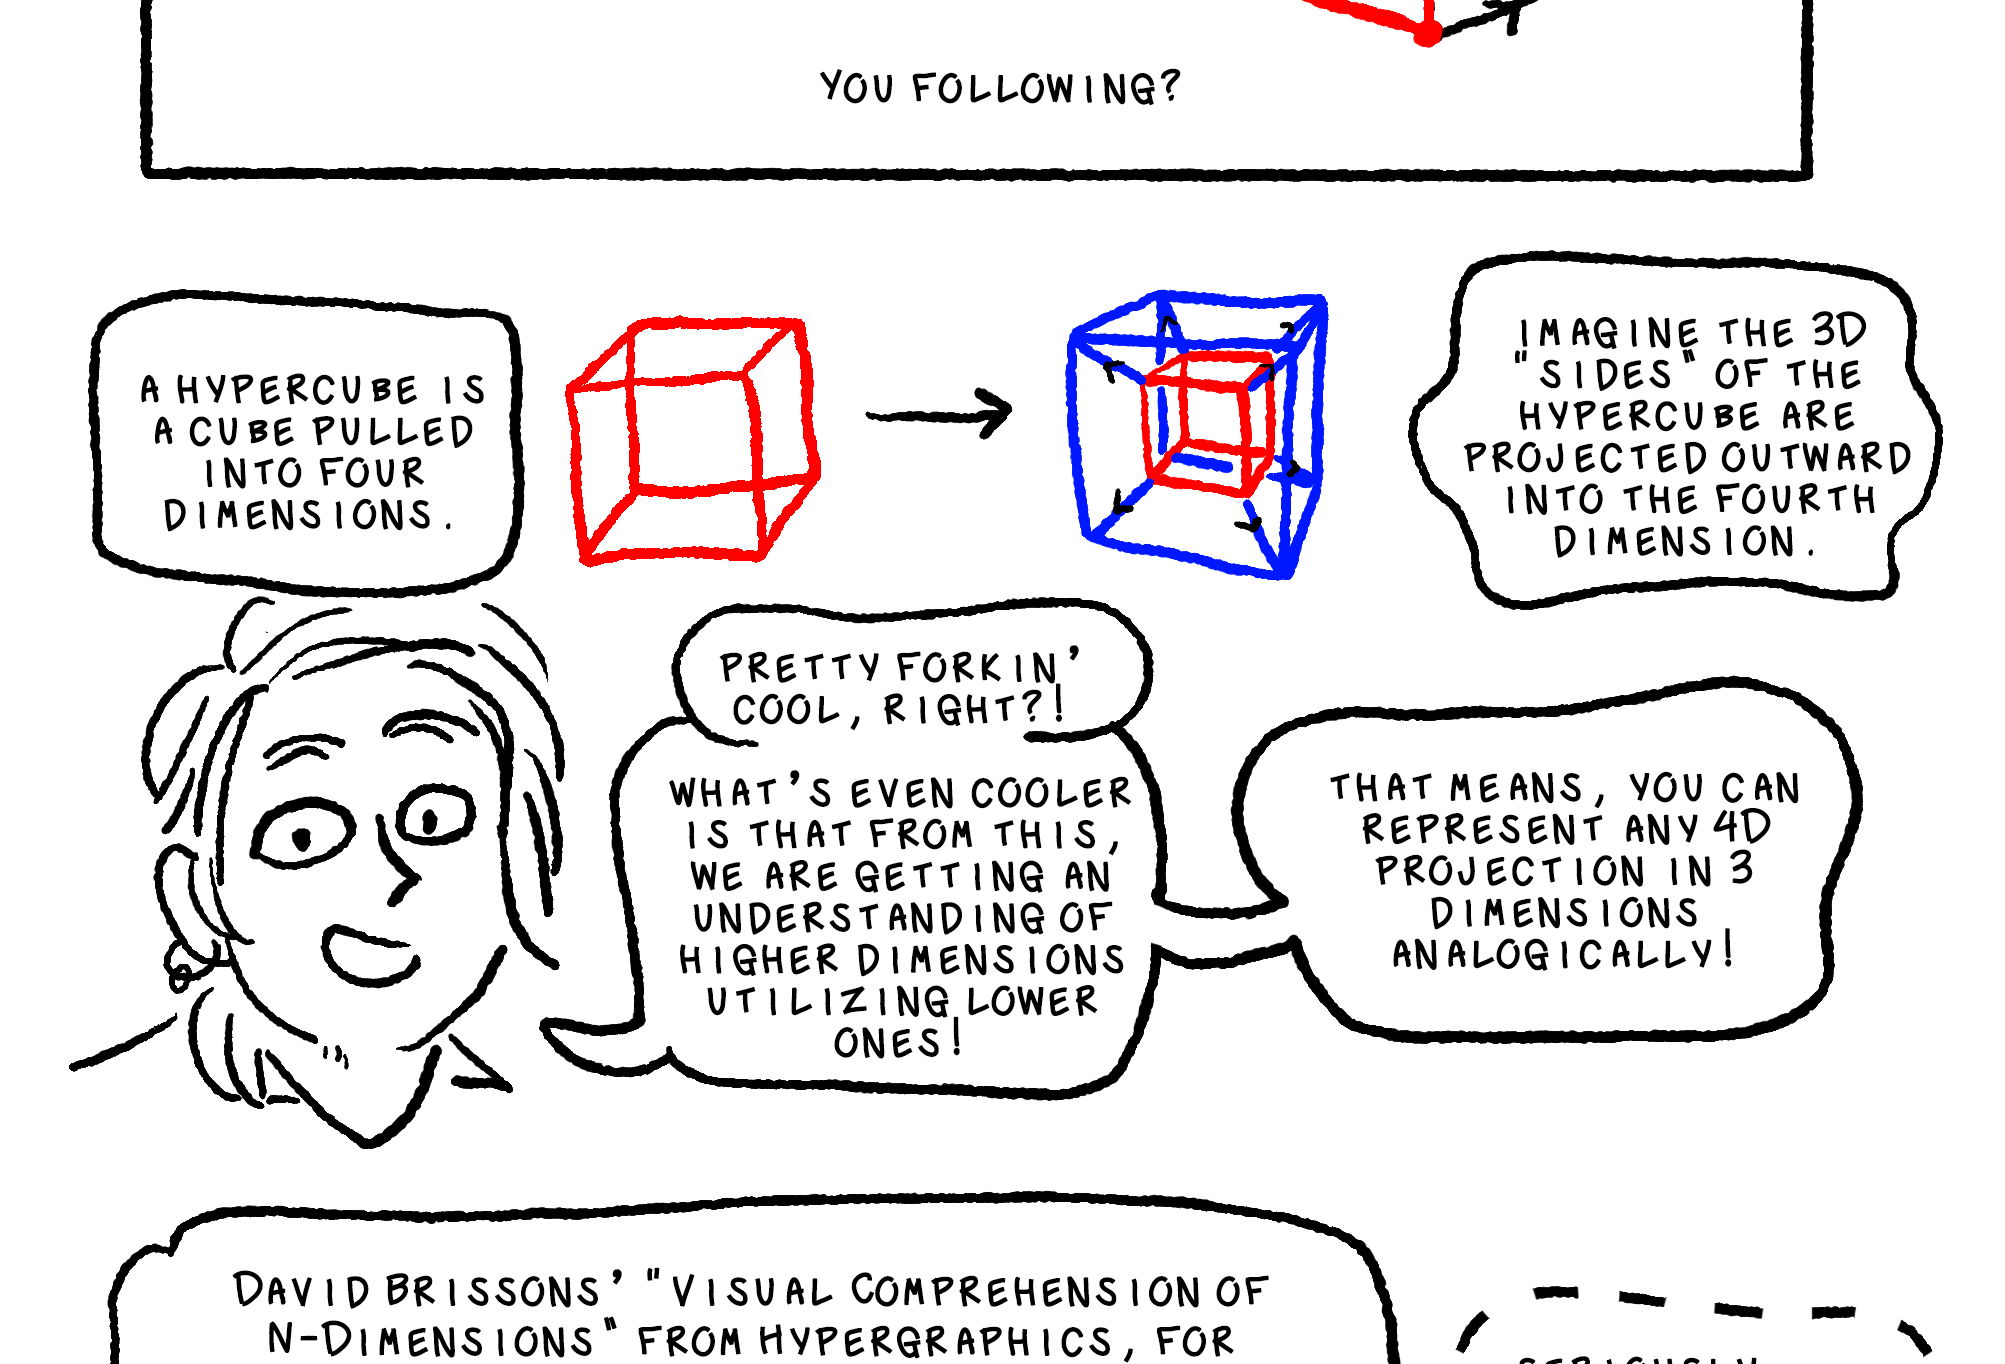 YOU FOLLOWING?
A HYPERCUBE IS
A CUBE PULLED
INTO FOUR
DIMENSIONS.
IMAGINE THE 3D
"SIDES" OF THE
HYPERCUBE ARE
PROJECTED OUTWARD
INTO THE FOURTH
DIMENSION.
PRETTY FORKIN'
COOL, RIGHT?!
WHAT'S EVEN COOLER
IS THAT FROM THIS,
WE ARE GETTING AN
UNDERSTANDING OF
HIGHER DIMENSIONS
UTILIZING LOWER
ONES!
THAT MEANS, YOU CAN
REPRESENT ANY 4D
PROJECTION IN 3
DIMENSIONS
ANALOGICALLY!
DAVID BRISSONS' "VISUAL COMPREHENSION OF
N-DIMENSIONS" FROM HYPERGRAPHICS, FOR